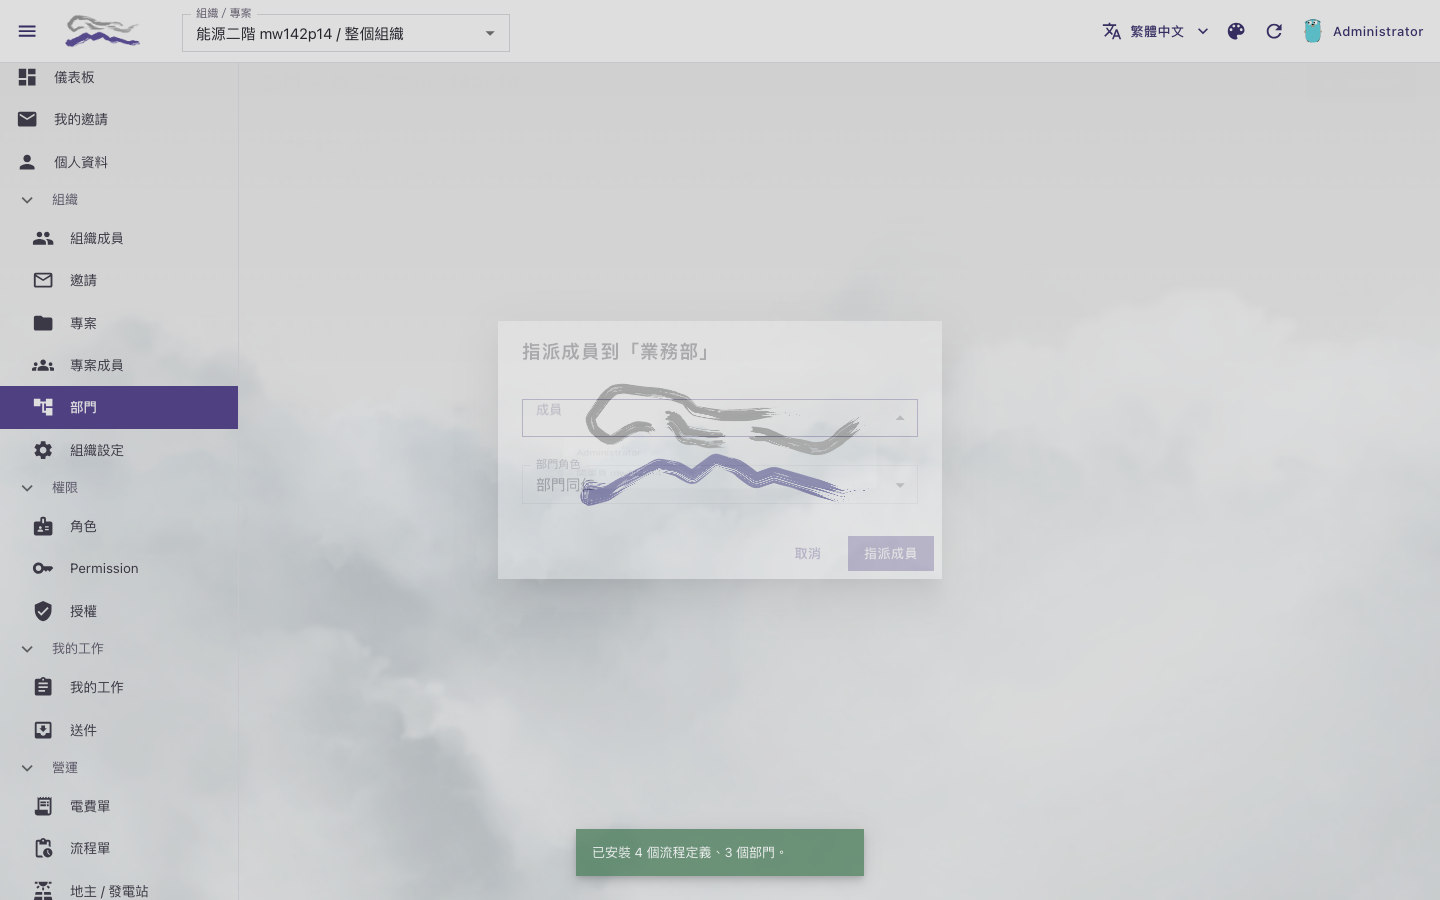 組織 / 專案
能源二階 mw142p14 / 整個組織
繁體中文
Administrator
儀表板
我的邀請
個人資料
組織
組織成員
邀請
專案
專案成員
部門
組織設定
權限
角色
Permission
授權
我的工作
我的工作
送件
營運
電費單
流程單
地主 / 發電站
指派成員到「業務部」
成員
Administrator
部門角色
部門同
取消
指派成員
已安裝 4 個流程定義、3 個部門。